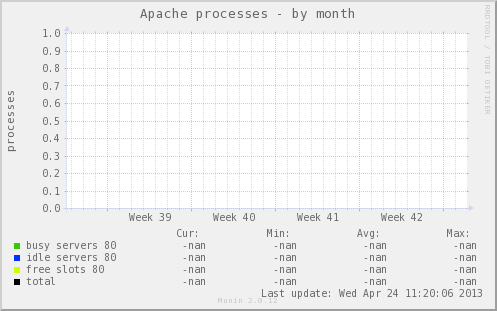 Apache processes - by month
RRDTOOL / TOBI OETIKER
processes
1.0
0.9
0.8
0.7
0.6
0.5
0.4
0.3
0.2
0.1
0.0
Week 39 Week 40 Week 41 Week 42
Cur: Min: Avg: Max:
busy servers 80 -nan -nan -nan -nan
idle servers 80 -nan -nan -nan -nan
free slots 80 -nan -nan -nan -nan
total -nan -nan -nan -nan
Last update: Wed Apr 24 11:20:06 2013
Munin 2.0.12